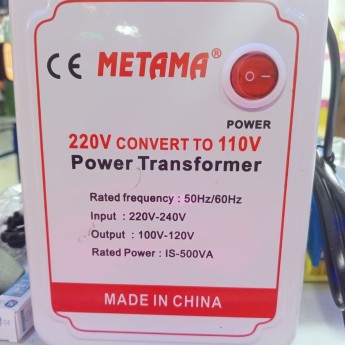 CE METAMA®
POWER
220V CONVERT TO 110V
Power Transformer
Rated frequency : 50Hz/60Hz
Input : 220V-240V
Output : 100V-120V
Rated Power : IS-500VA
MADE IN CHINA